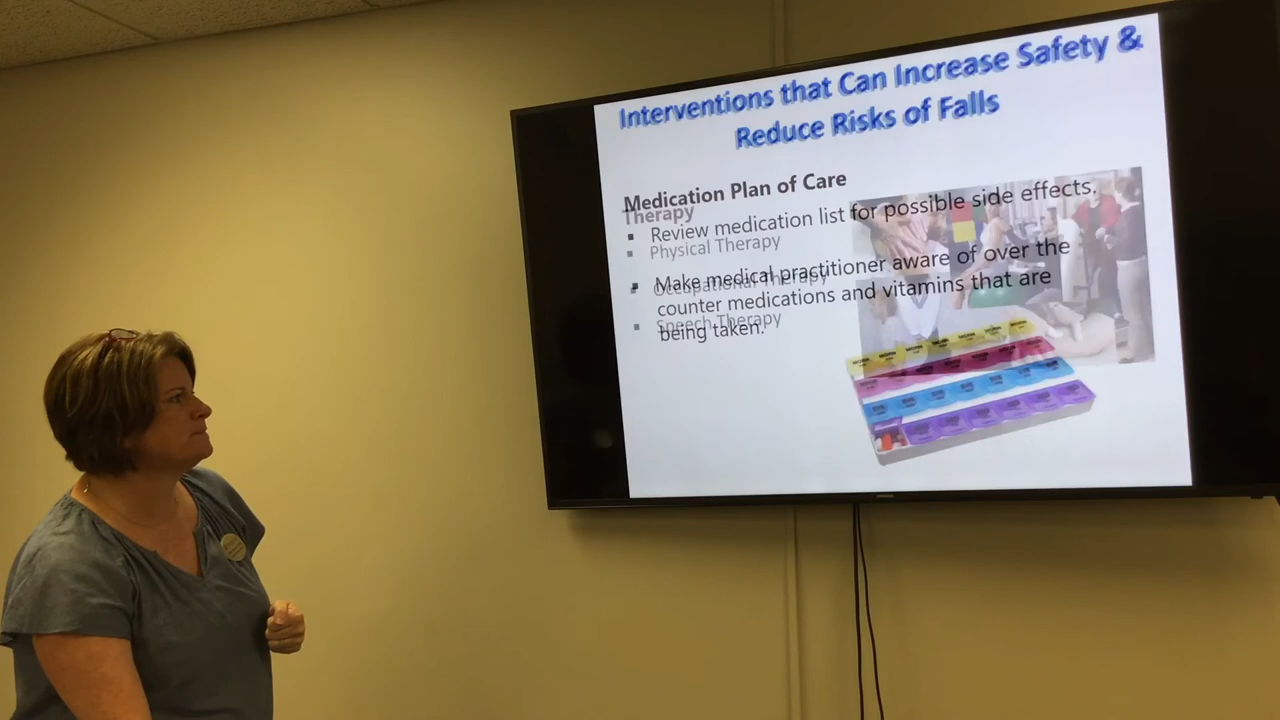 Interventions that Can Increase Safety &
Reduce Risks of Falls
Medication Plan of Care
Therapy
▪ Review medication list for possible side effects.
▪ Physical Therapy
▪ Make medical practitioner aware of over the
▪ Occupational Therapy
counter medications and vitamins that are
▪ Speech Therapy
being taken.